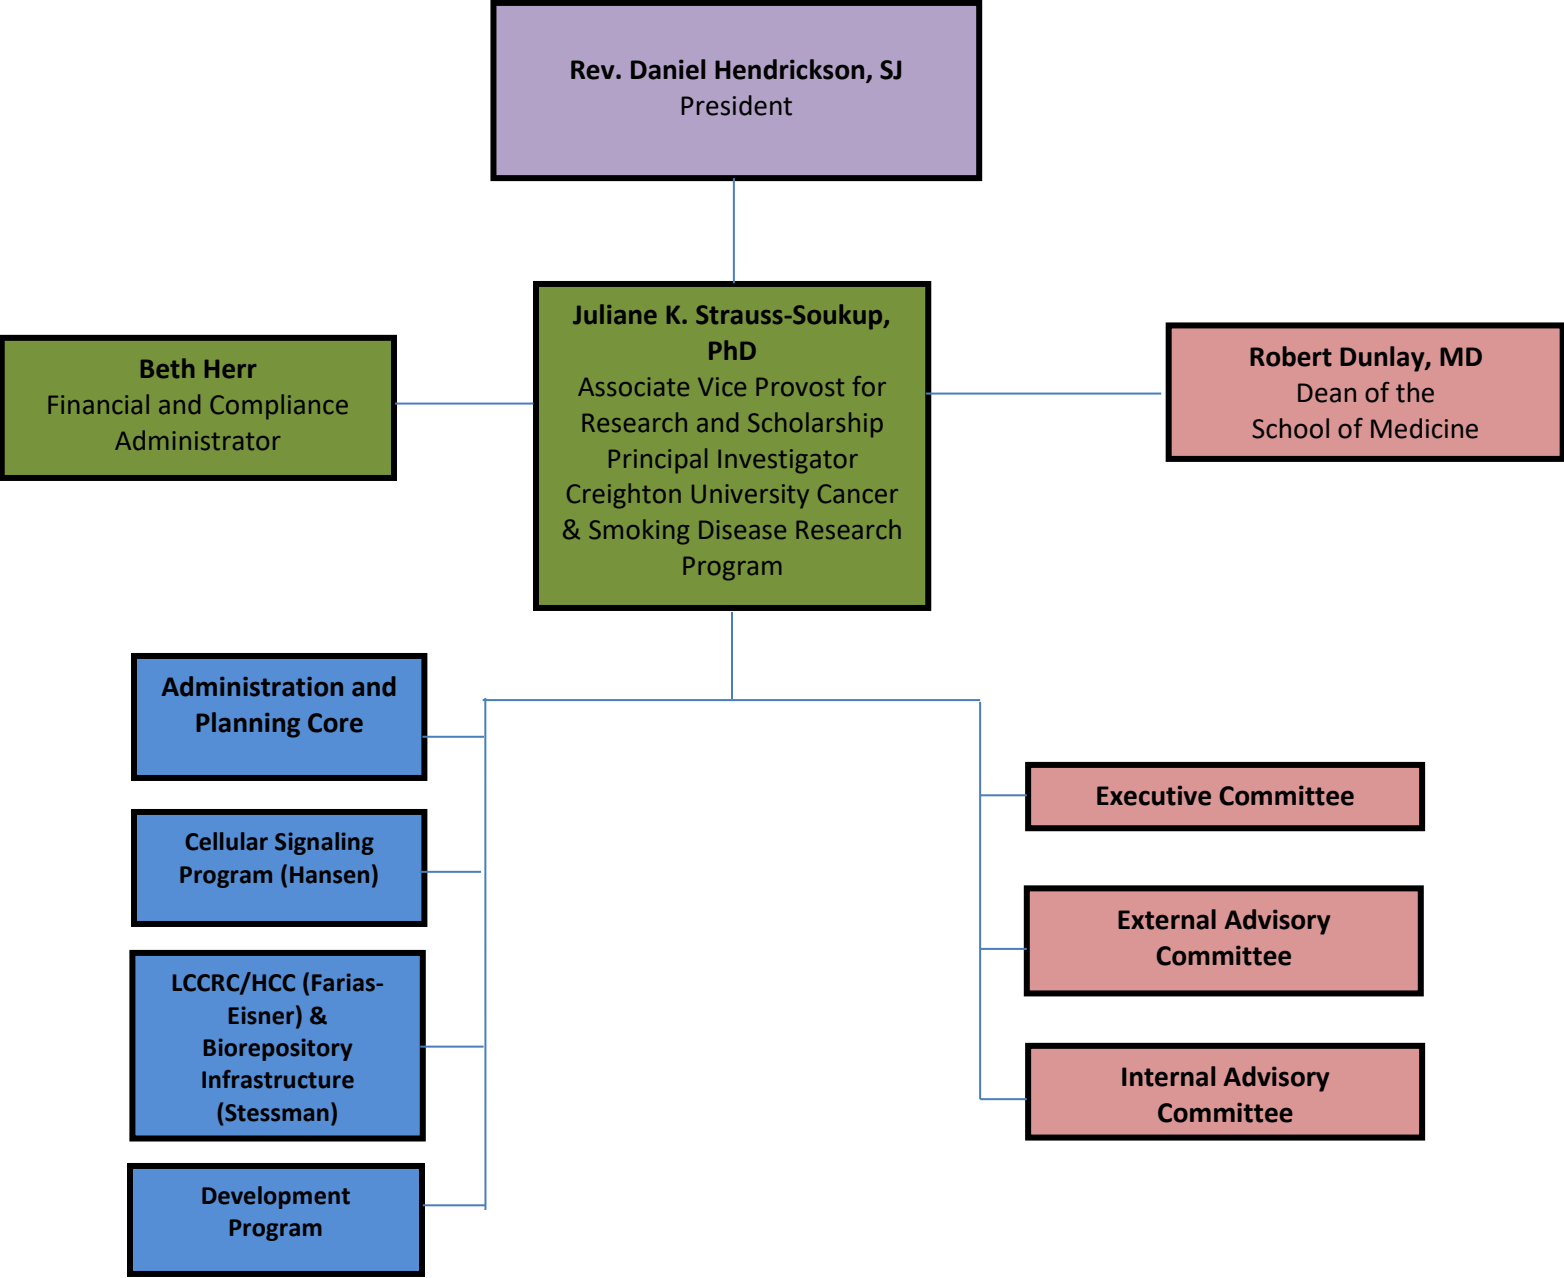 Rev. Daniel Hendrickson, SJ
President
Juliane K. Strauss-Soukup,
PhD
Associate Vice Provost for
Research and Scholarship
Principal Investigator
Creighton University Cancer
& Smoking Disease Research
Program
Beth Herr
Financial and Compliance
Administrator
Robert Dunlay, MD
Dean of the
School of Medicine
Administration and
Planning Core
Cellular Signaling
Program (Hansen)
LCCRC/HCC (Farias-
Eisner) &
Biorepository
Infrastructure
(Stessman)
Development
Program
Executive Committee
External Advisory
Committee
Internal Advisory
Committee